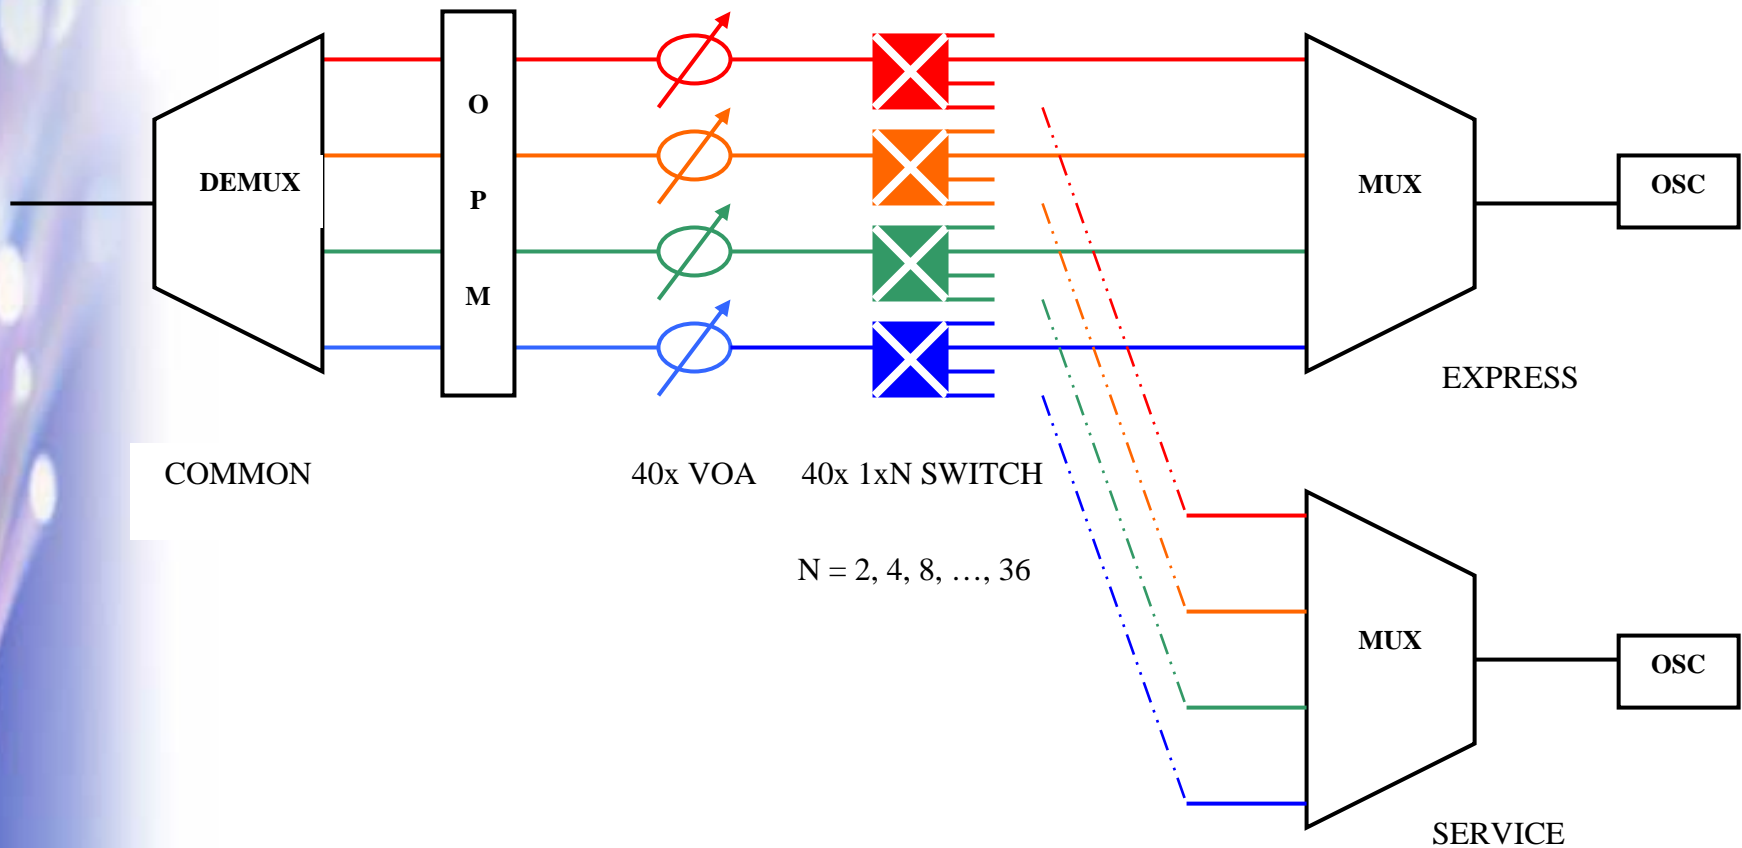 O
P
M
DEMUX
MUX
OSC
EXPRESS
COMMON
40x VOA
40x 1xN SWITCH
N = 2, 4, 8, …, 36
MUX
OSC
SERVICE